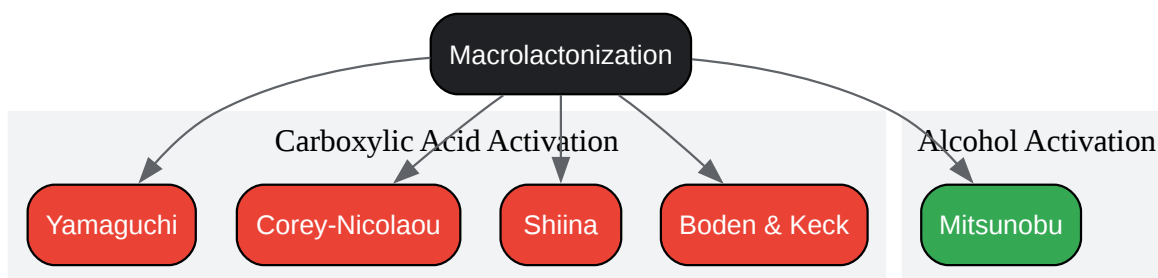 Macrolactonization
Carboxylic Acid Activation
Alcohol Activation
Yamaguchi
Corey-Nicolaou
Shiina
Boden & Keck
Mitsunobu